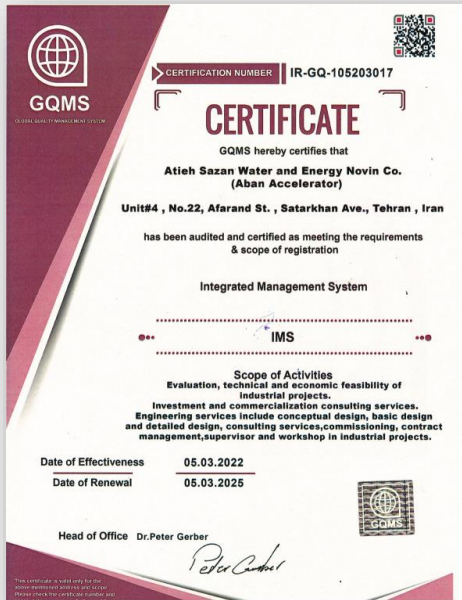 GQMS
GLOBAL QUALITY MANAGEMENT SYSTEM
CERTIFICATION NUMBER IR-GQ-105203017
CERTIFICATE
GQMS hereby certifies that
Atieh Sazan Water and Energy Novin Co.
(Aban Accelerator)
Unit#4 , No.22, Afarand St. , Satarkhan Ave., Tehran , Iran
has been audited and certified as meeting the requirements
& scope of registration
Integrated Management System
IMS
Scope of Activities
Evaluation, technical and economic feasibility of
industrial projects.
Investment and commercialization consulting services.
Engineering services include conceptual design, basic design
and detailed design, consulting services,commissioning, contract
management,supervisor and workshop in industrial projects.
Date of Effectiveness 05.03.2022
Date of Renewal 05.03.2025
GQMS
Head of Office Dr.Peter Gerber
This certificate is valid only for the
above mentioned address and scope
Please check the certificate number and